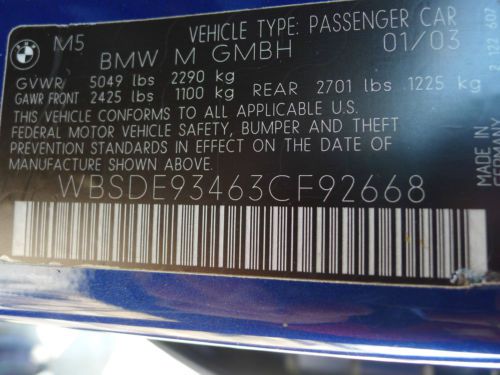 BMW
M5
VEHICLE TYPE: PASSENGER CAR
BMW M GMBH
01/03
GVWR/ 5049 lbs 2290 kg
GAWR FRONT 2425 lbs 1100 kg REAR 2701 lbs 1225 kg
THIS VEHICLE CONFORMS TO ALL APPLICABLE U.S.
FEDERAL MOTOR VEHICLE SAFETY, BUMPER AND THEFT
PREVENTION STANDARDS IN EFFECT ON THE DATE OF
MANUFACTURE SHOWN ABOVE.
WBSDE93463CF92668
MADE IN